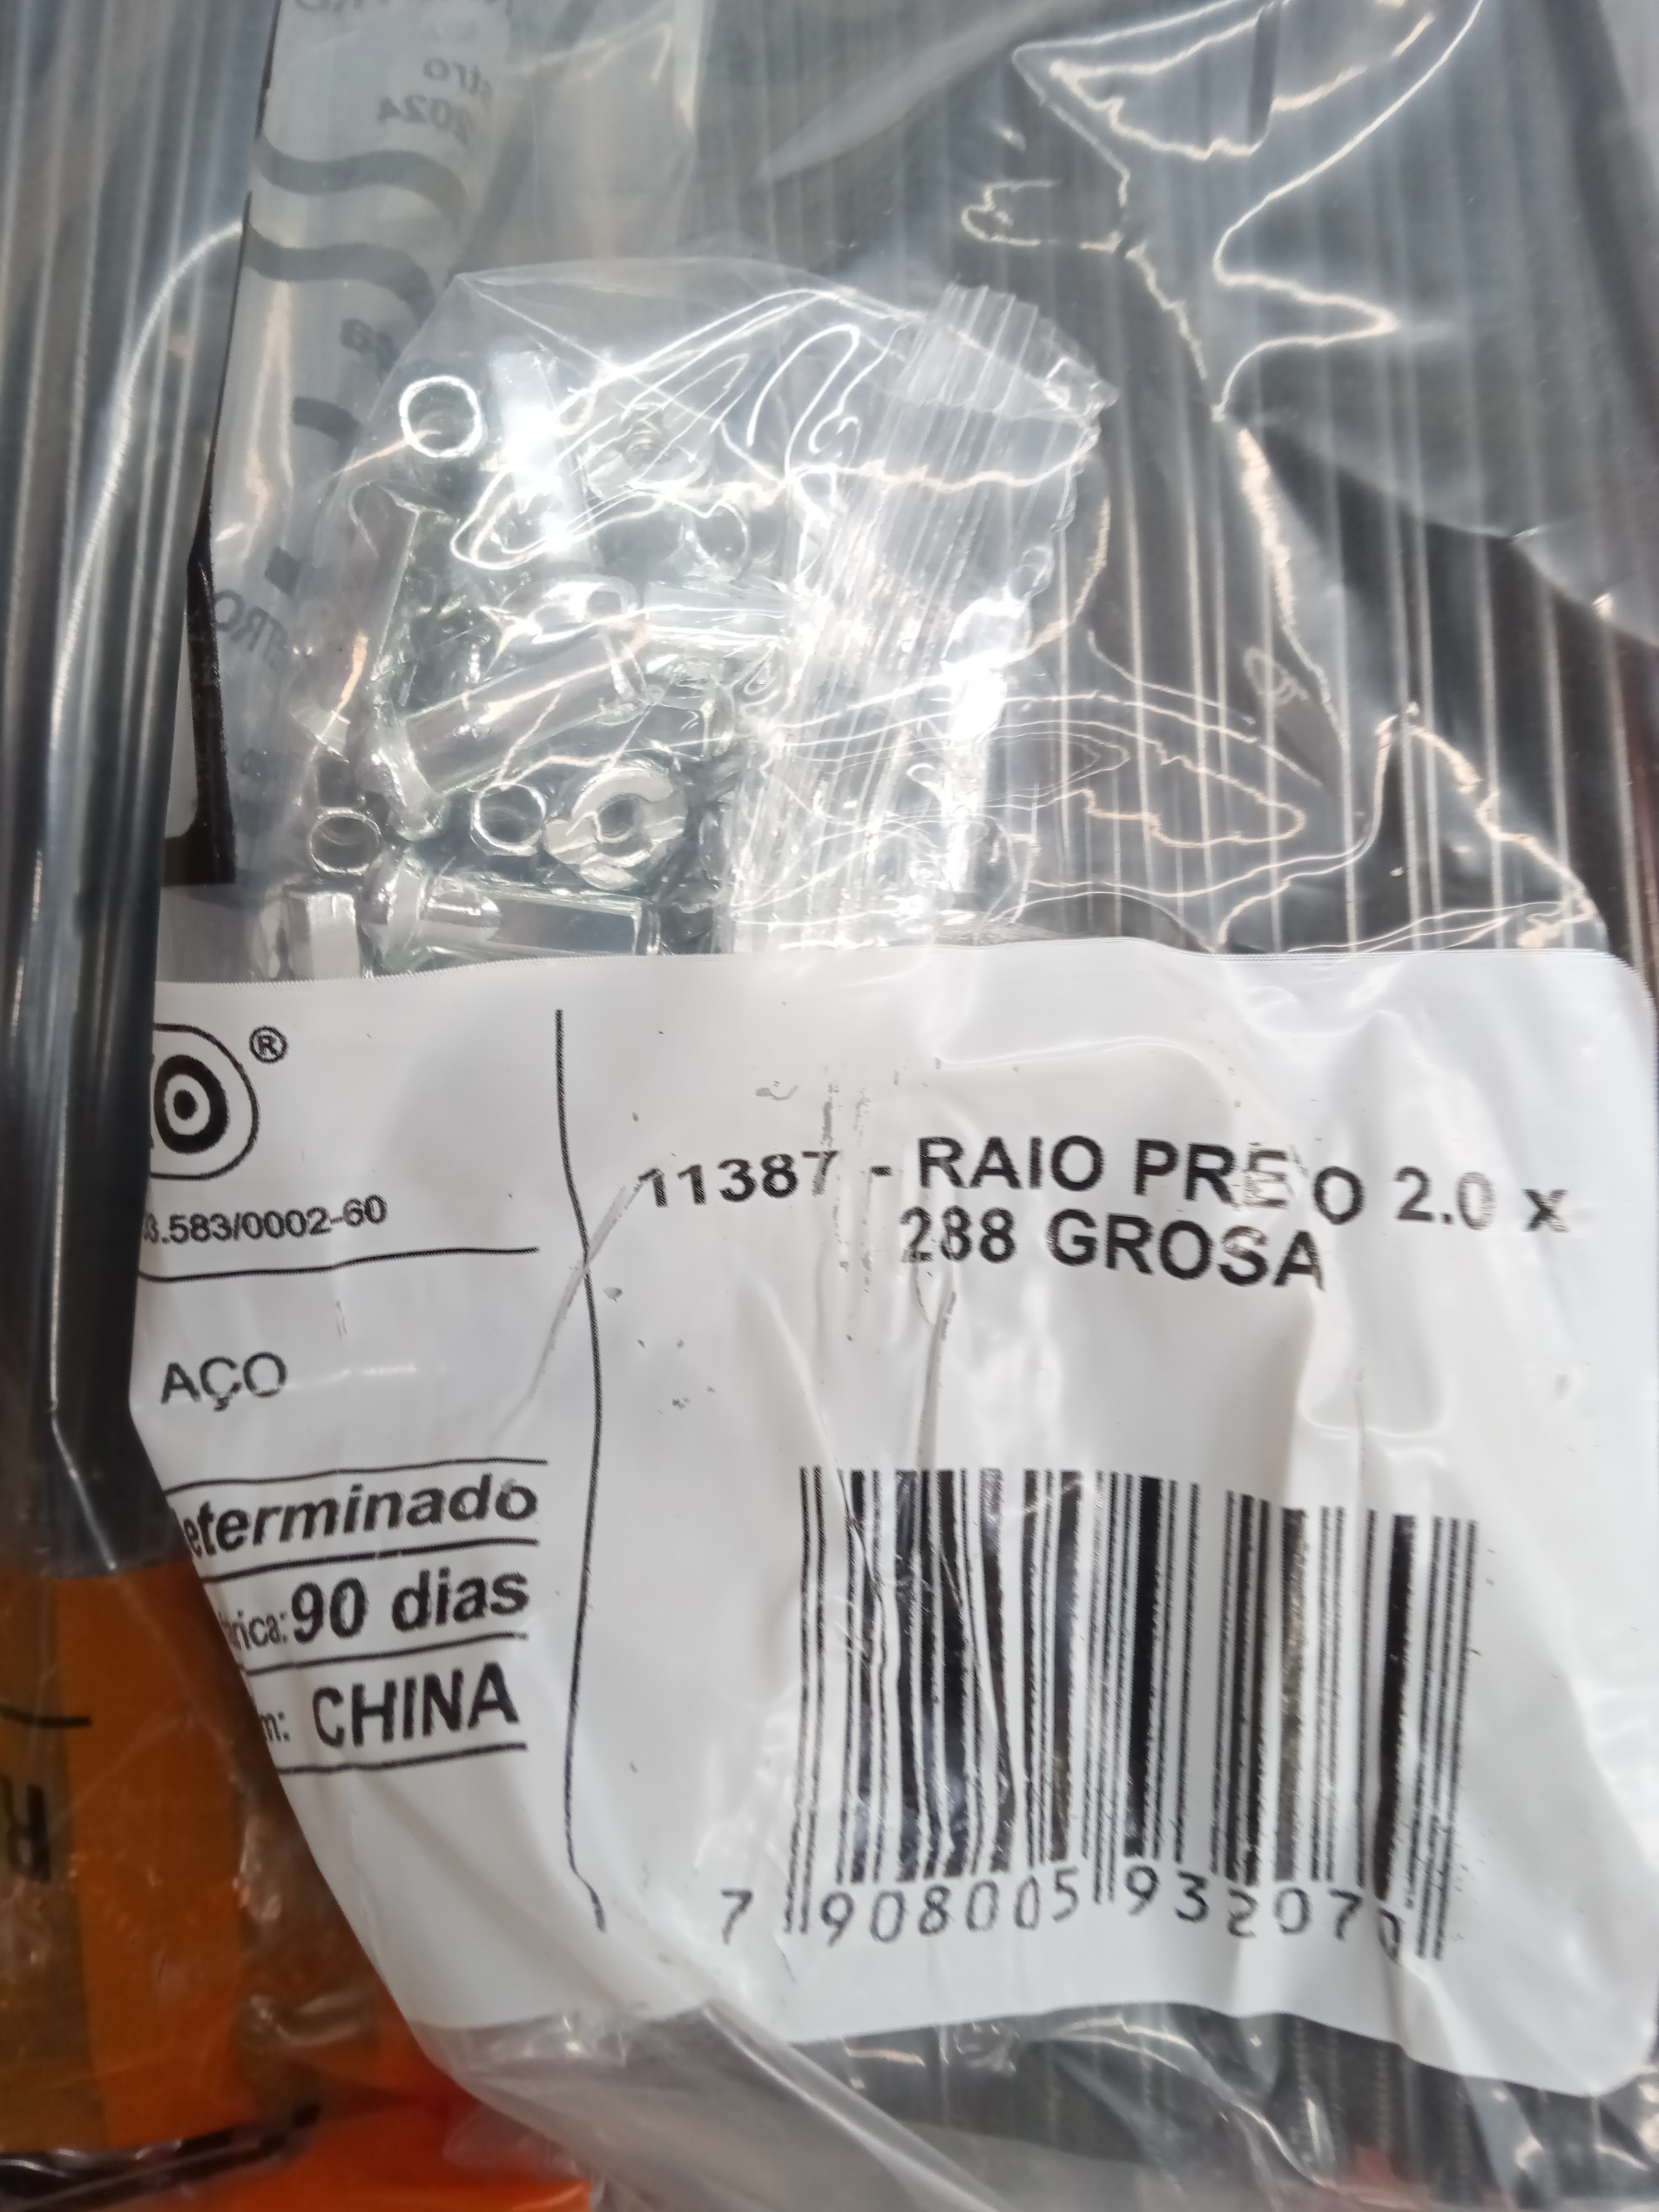 ®
3.583/0002-60
AÇO
eterminado
rica: 90 dias
m: CHINA
11387 - RAIO PRE O 2.0 x
288 GROSA
7 908005 932070